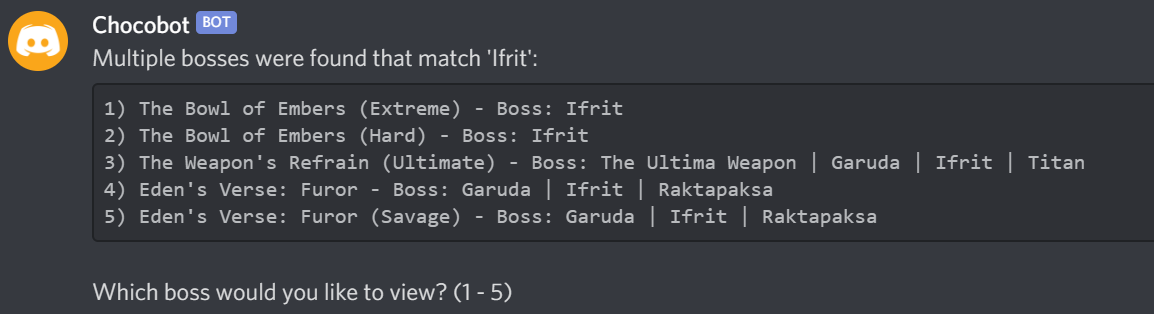 Chocobot BOT
Multiple bosses were found that match 'Ifrit':
1) The Bowl of Embers (Extreme) - Boss: Ifrit
2) The Bowl of Embers (Hard) - Boss: Ifrit
3) The Weapon's Refrain (Ultimate) - Boss: The Ultima Weapon | Garuda | Ifrit | Titan
4) Eden's Verse: Furor - Boss: Garuda | Ifrit | Raktapaksa
5) Eden's Verse: Furor (Savage) - Boss: Garuda | Ifrit | Raktapaksa
Which boss would you like to view? (1 - 5)